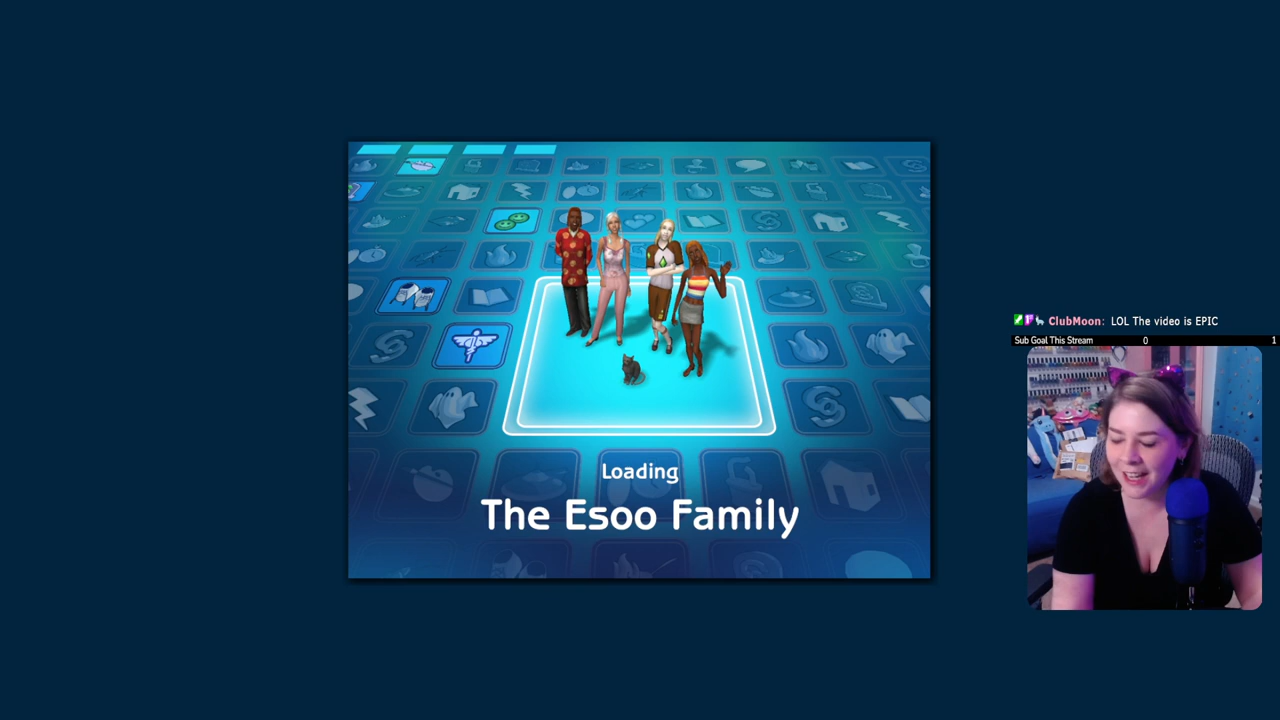 ClubMoon: LOL The video is EPIC
Sub Goal This Stream 0 1
Loading
The Esoo Family